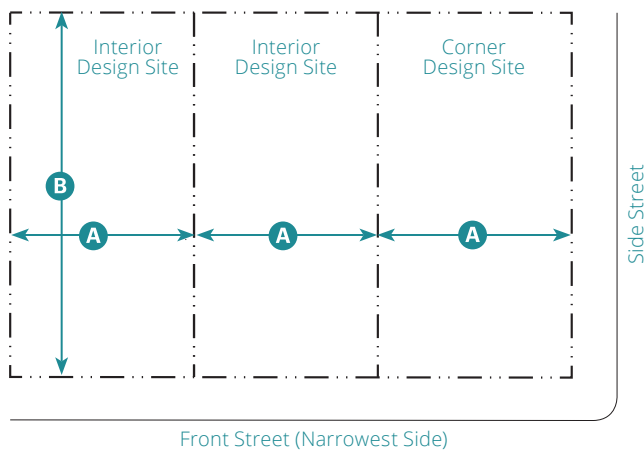 Interior
Design Site
Interior
Design Site
Corner
Design Site
B
A
A
A
Side Street
Front Street (Narrowest Side)